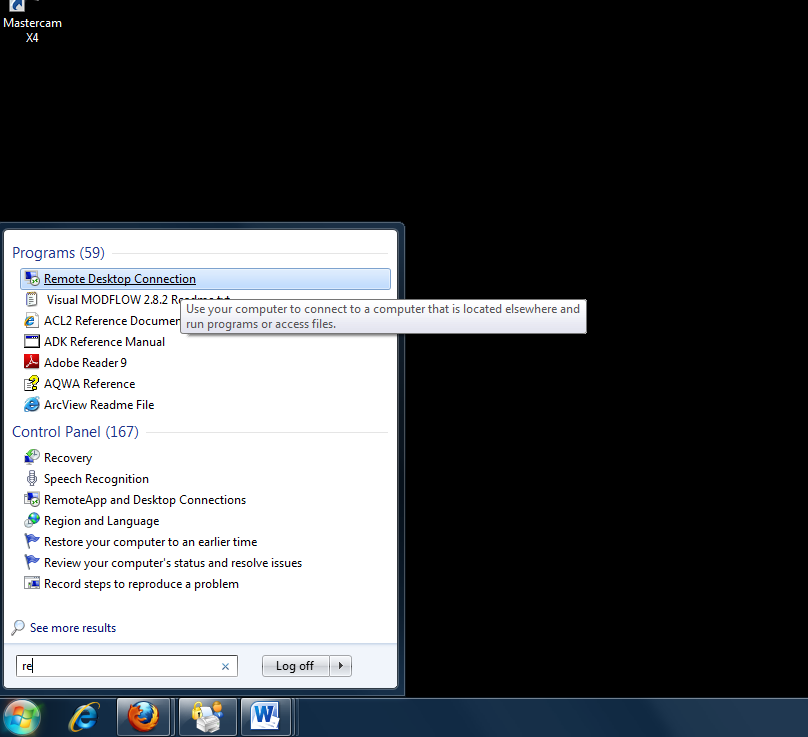 Mastercam
X4
Programs (59)
Remote Desktop Connection
Visual MODFLOW 2.8.2 Readme.txt
Use your computer to connect to a computer that is located elsewhere and
run programs or access files.
ACL2 Reference Documen
ADK Reference Manual
Adobe Reader 9
AQWA Reference
ArcView Readme File
Control Panel (167)
Recovery
Speech Recognition
RemoteApp and Desktop Connections
Region and Language
Restore your computer to an earlier time
Review your computer's status and resolve issues
Record steps to reproduce a problem
See more results
re
Log off